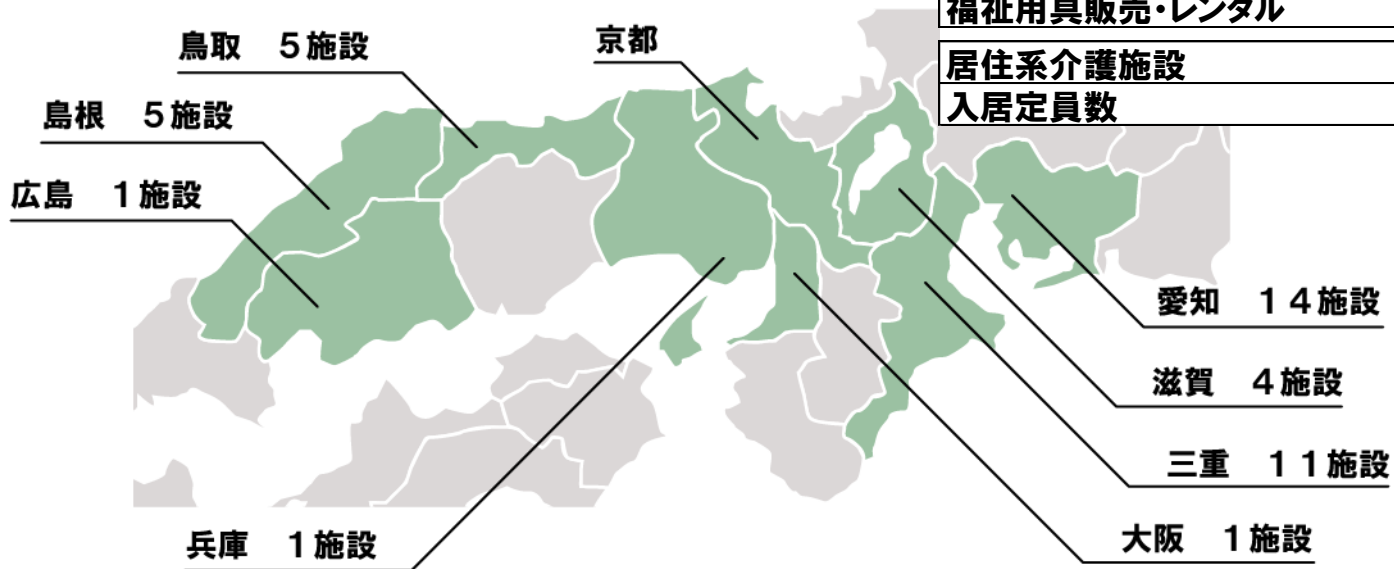 福祉用具販売・レンタル
居住系介護施設
入居定員数
京都
鳥取　５施設
島根　５施設
広島　１施設
愛知　１４施設
滋賀　４施設
三重　１１施設
大阪　１施設
兵庫　１施設